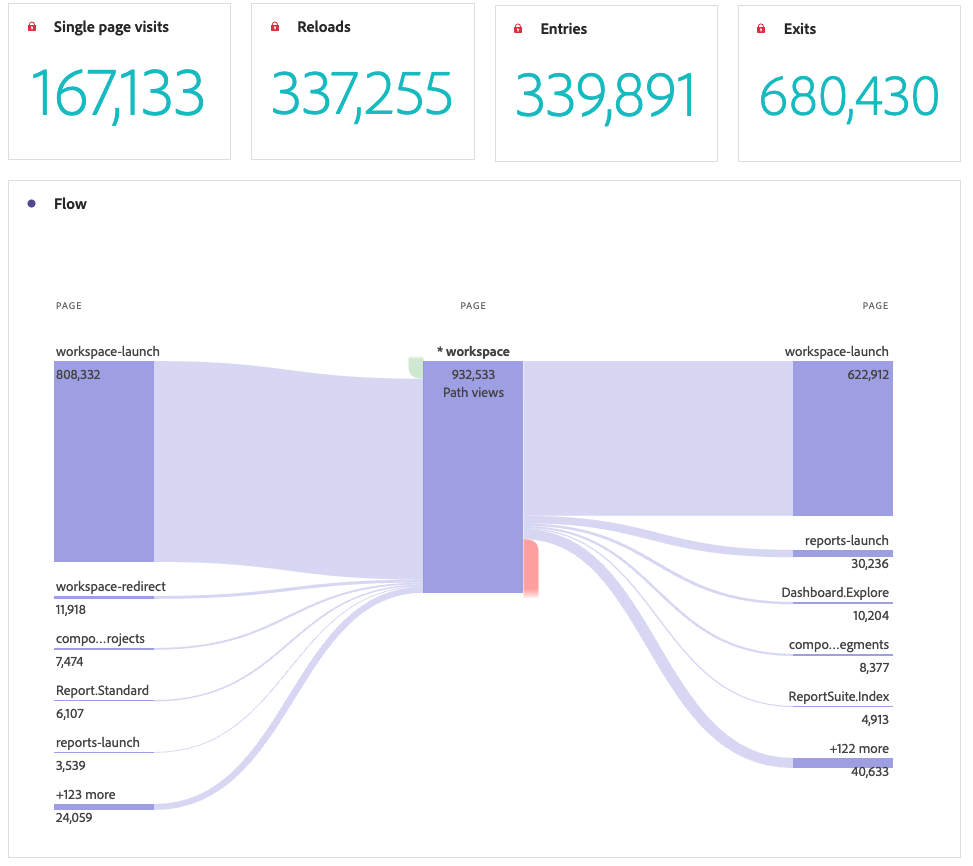 Single page visits
167,133
Reloads
337,255
Entries
339,891
Exits
680,430
Flow
PAGE
PAGE
PAGE
workspace-launch
808,332
workspace-redirect
11,918
compo...rojects
7,474
Report.Standard
6,107
reports-launch
3,539
+123 more
24,059
* workspace
932,533
Path views
workspace-launch
622,912
reports-launch
30,236
Dashboard.Explore
10,204
compo...egments
8,377
ReportSuite.Index
4,913
+122 more
40,633